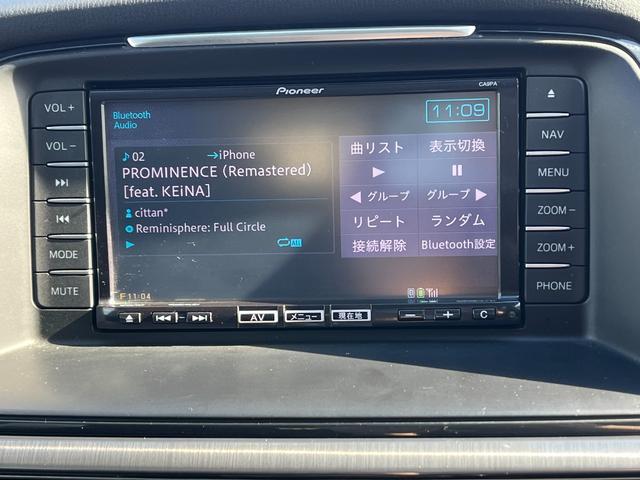 Pioneer
CA9PA
VOL+
VOL−
MODE
MUTE
Bluetooth
Audio
11:09
♪02 →iPhone
PROMINENCE (Remastered)
[feat. KEiNA]
cittan*
Reminisphere: Full Circle
ALL
F 11:04
曲リスト 表示切換
▶ ⏸
◀ グループ グループ ▶
リピート ランダム
接続解除 Bluetooth設定
NAV
MENU
ZOOM−
ZOOM+
PHONE
AV メニュー 現在地 − + C